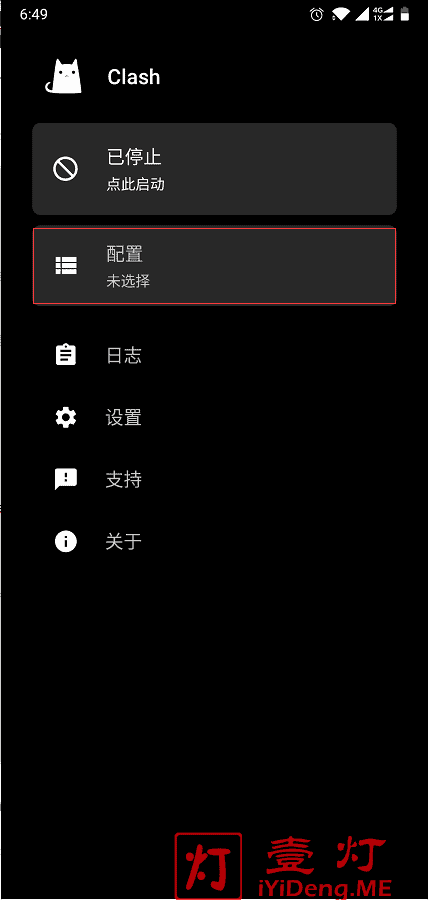 6:49
4G
1X
Clash
已停止
点此启动
配置
未选择
日志
设置
支持
关于
灯 壹灯
iYiDeng.ME